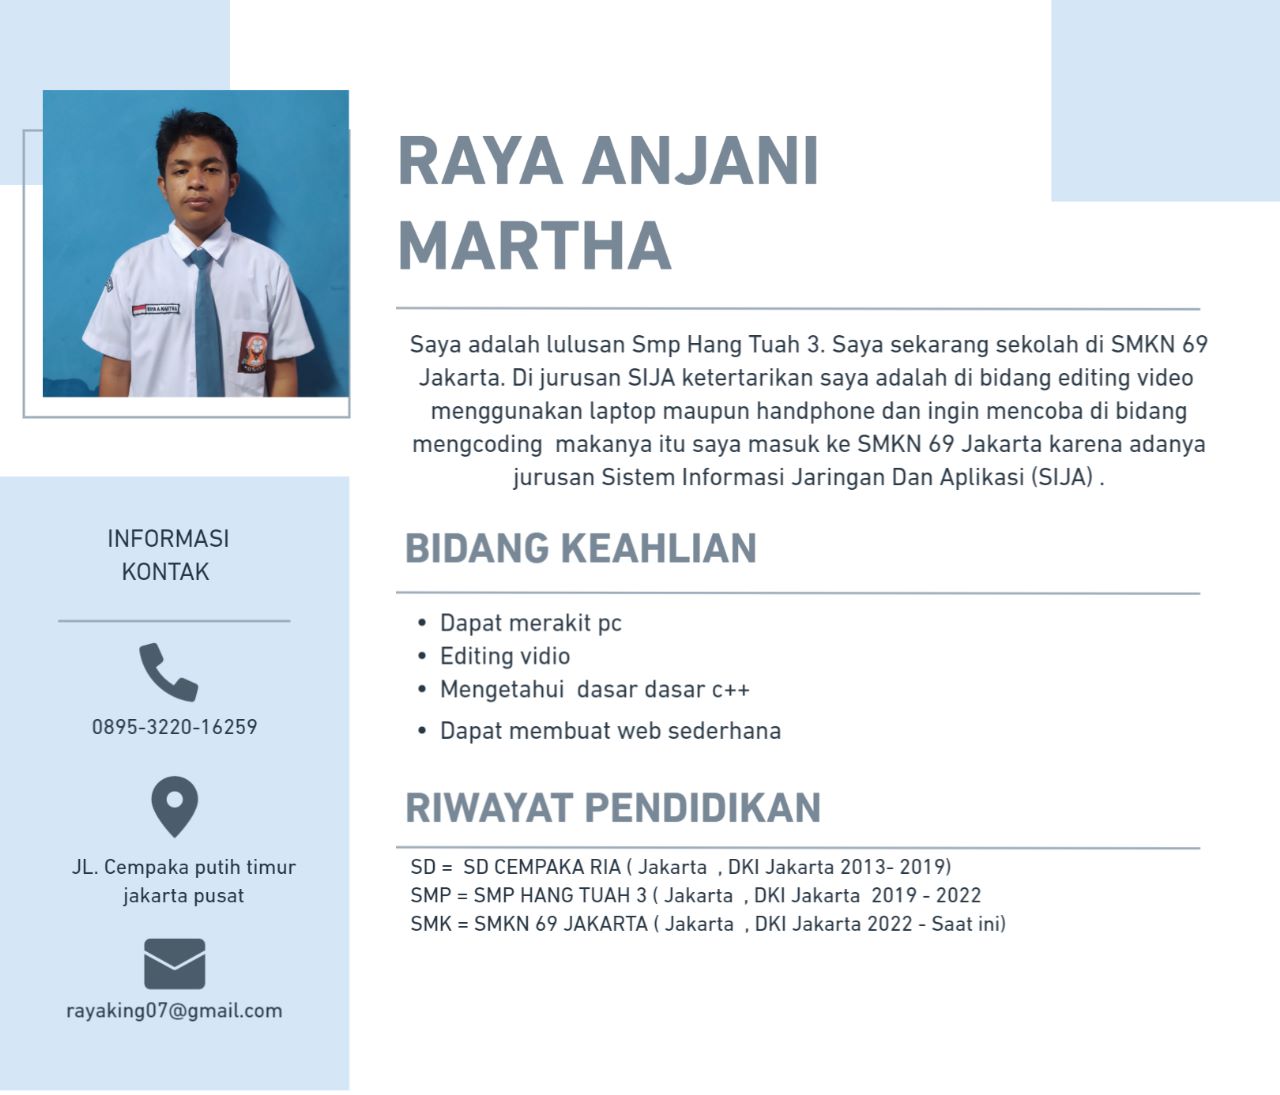 RAYA ANJANI
MARTHA
RAYA A.MARTHA
Saya adalah lulusan Smp Hang Tuah 3. Saya sekarang sekolah di SMKN 69
Jakarta. Di jurusan SIJA ketertarikan saya adalah di bidang editing video
menggunakan laptop maupun handphone dan ingin mencoba di bidang
mengcoding  makanya itu saya masuk ke SMKN 69 Jakarta karena adanya
jurusan Sistem Informasi Jaringan Dan Aplikasi (SIJA) .
INFORMASI
KONTAK
0895-3220-16259
JL. Cempaka putih timur
jakarta pusat
rayaking07@gmail.com
BIDANG KEAHLIAN
• Dapat merakit pc
• Editing vidio
• Mengetahui  dasar dasar c++
• Dapat membuat web sederhana
RIWAYAT PENDIDIKAN
SD =  SD CEMPAKA RIA ( Jakarta  , DKI Jakarta 2013- 2019)
SMP = SMP HANG TUAH 3 ( Jakarta  , DKI Jakarta  2019 - 2022
SMK = SMKN 69 JAKARTA ( Jakarta  , DKI Jakarta 2022 - Saat ini)